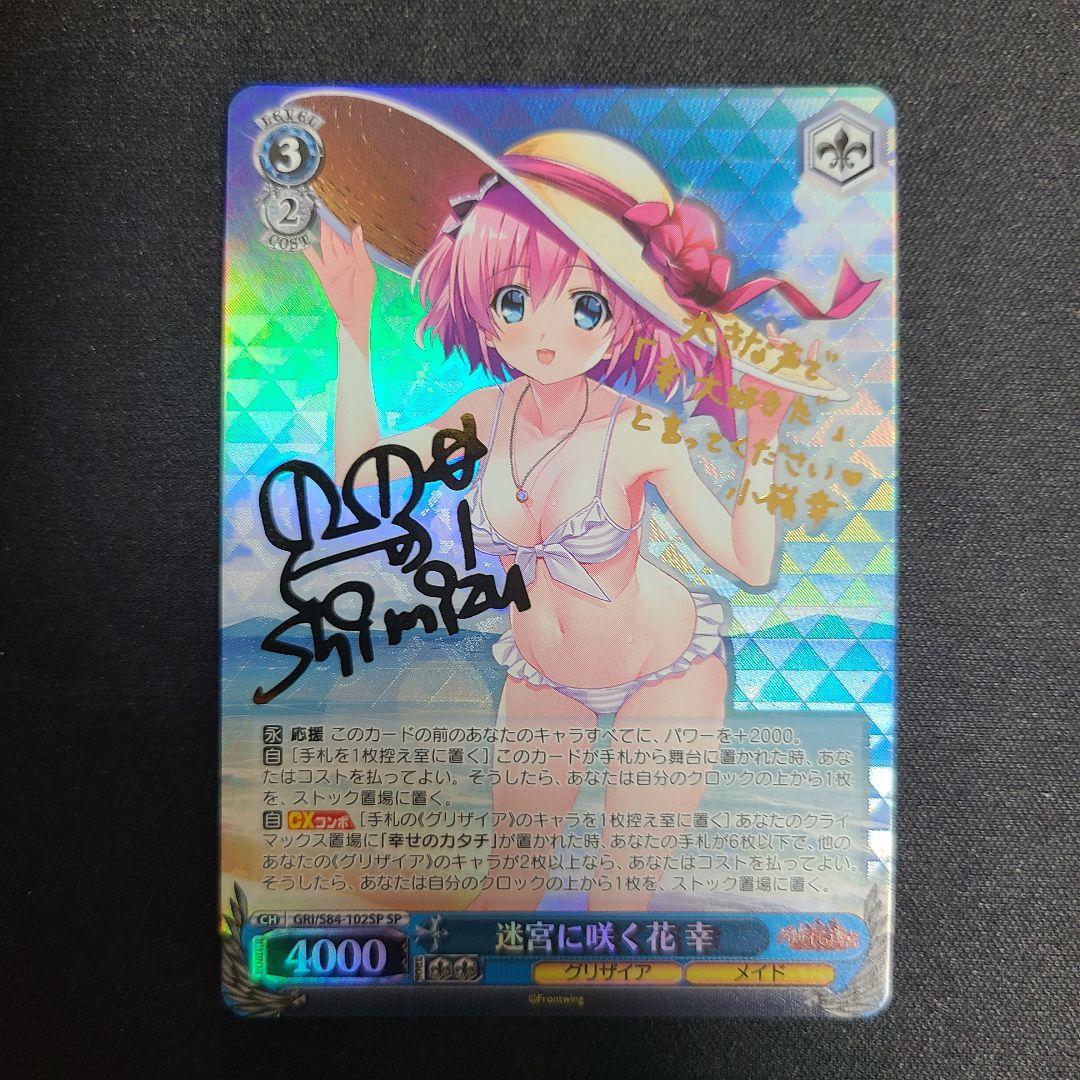 LEVEL
3
2
COST
大きな声で
「幸大好きだ」
と言ってください♥
小嶺幸
Shimizu
永 応援 このカードの前のあなたのキャラすべてに、パワーを+2000。
自 [手札を1枚控え室に置く] このカードが手札から舞台に置かれた時、あな
たはコストを払ってよい。そうしたら、あなたは自分のクロックの上から1枚
を、ストック置場に置く。
自 CXコンボ [手札の《グリザイア》のキャラを1枚控え室に置く] あなたのクライ
マックス置場に「幸せのカタチ」が置かれた時、あなたの手札が6枚以下で、他の
あなたの《グリザイア》のキャラが2枚以上なら、あなたはコストを払ってよい。
そうしたら、あなたは自分のクロックの上から1枚を、ストック置場に置く。
CH GRI/S84-102SP SP
4000
迷宮に咲く花 幸
グリザイア メイド
©Frontwing